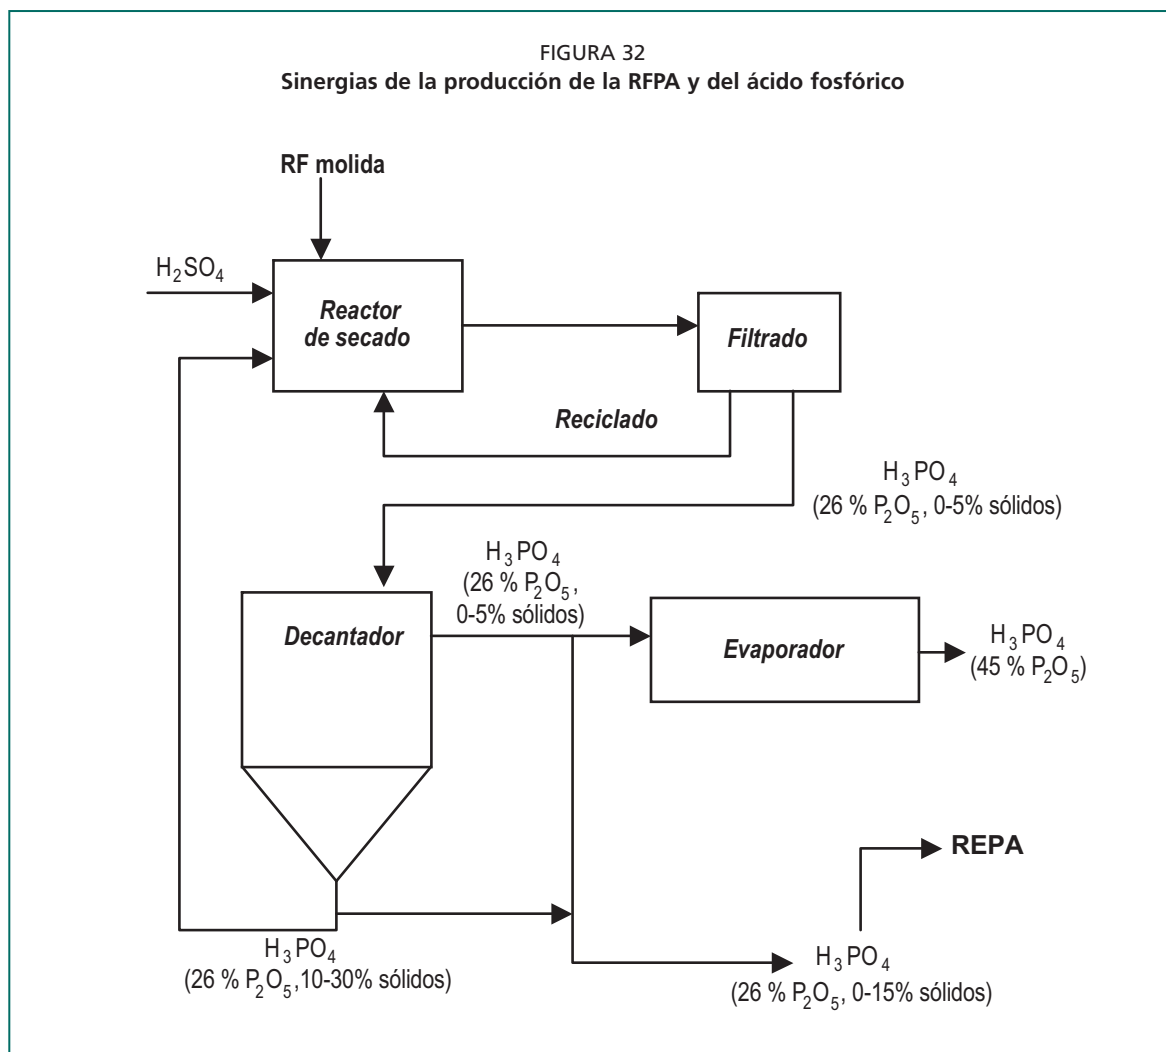 FIGURA 32
Sinergias de la producción de la RFPA y del ácido fosfórico
RF molida
H₂SO₄
Reactor
de secado
Filtrado
Reciclado
H₃PO₄
(26 % P₂O₅, 0-5% sólidos)
H₃PO₄
(26 % P₂O₅,
0-5% sólidos)
Decantador
Evaporador
H₃PO₄
(45 % P₂O₅)
REPA
H₃PO₄
(26 % P₂O₅,10-30% sólidos)
H₃PO₄
(26 % P₂O₅, 0-15% sólidos)